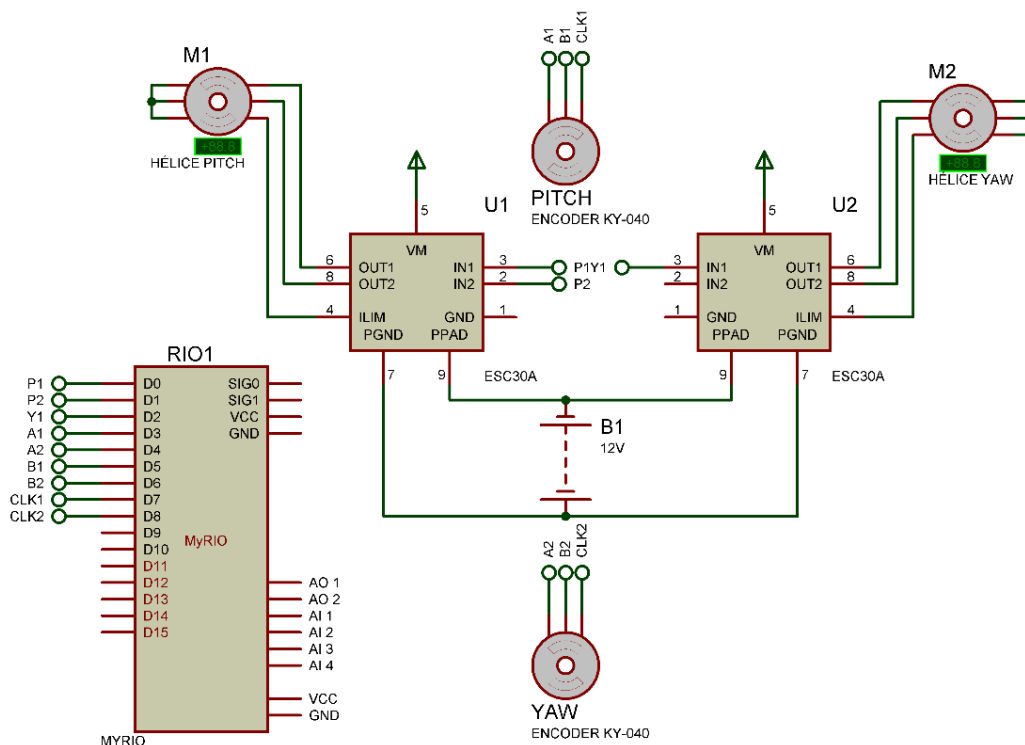 M1
+88.8
HÉLICE PITCH
A1
B1
CLK1
PITCH
ENCODER KY-040
M2
+88.8
HÉLICE YAW
U1
5
VM
6
OUT1
8
OUT2
4
ILIM
PGND
PPAD
IN1
3
IN2
2
GND
1
7
9
ESC30A
P1Y1
P2
U2
5
VM
3
IN1
2
IN2
1
GND
PPAD
PGND
OUT1
6
OUT2
8
ILIM
4
9
7
ESC30A
B1
12V
RIO1
P1
D0
P2
D1
Y1
D2
A1
D3
A2
D4
B1
D5
B2
D6
CLK1
D7
CLK2
D8
D9
D10
D11
D12
D13
D14
D15
SIG0
SIG1
VCC
GND
MyRIO
AO 1
AO 2
AI 1
AI 2
AI 3
AI 4
VCC
GND
MYRIO
A2
B2
CLK2
YAW
ENCODER KY-040